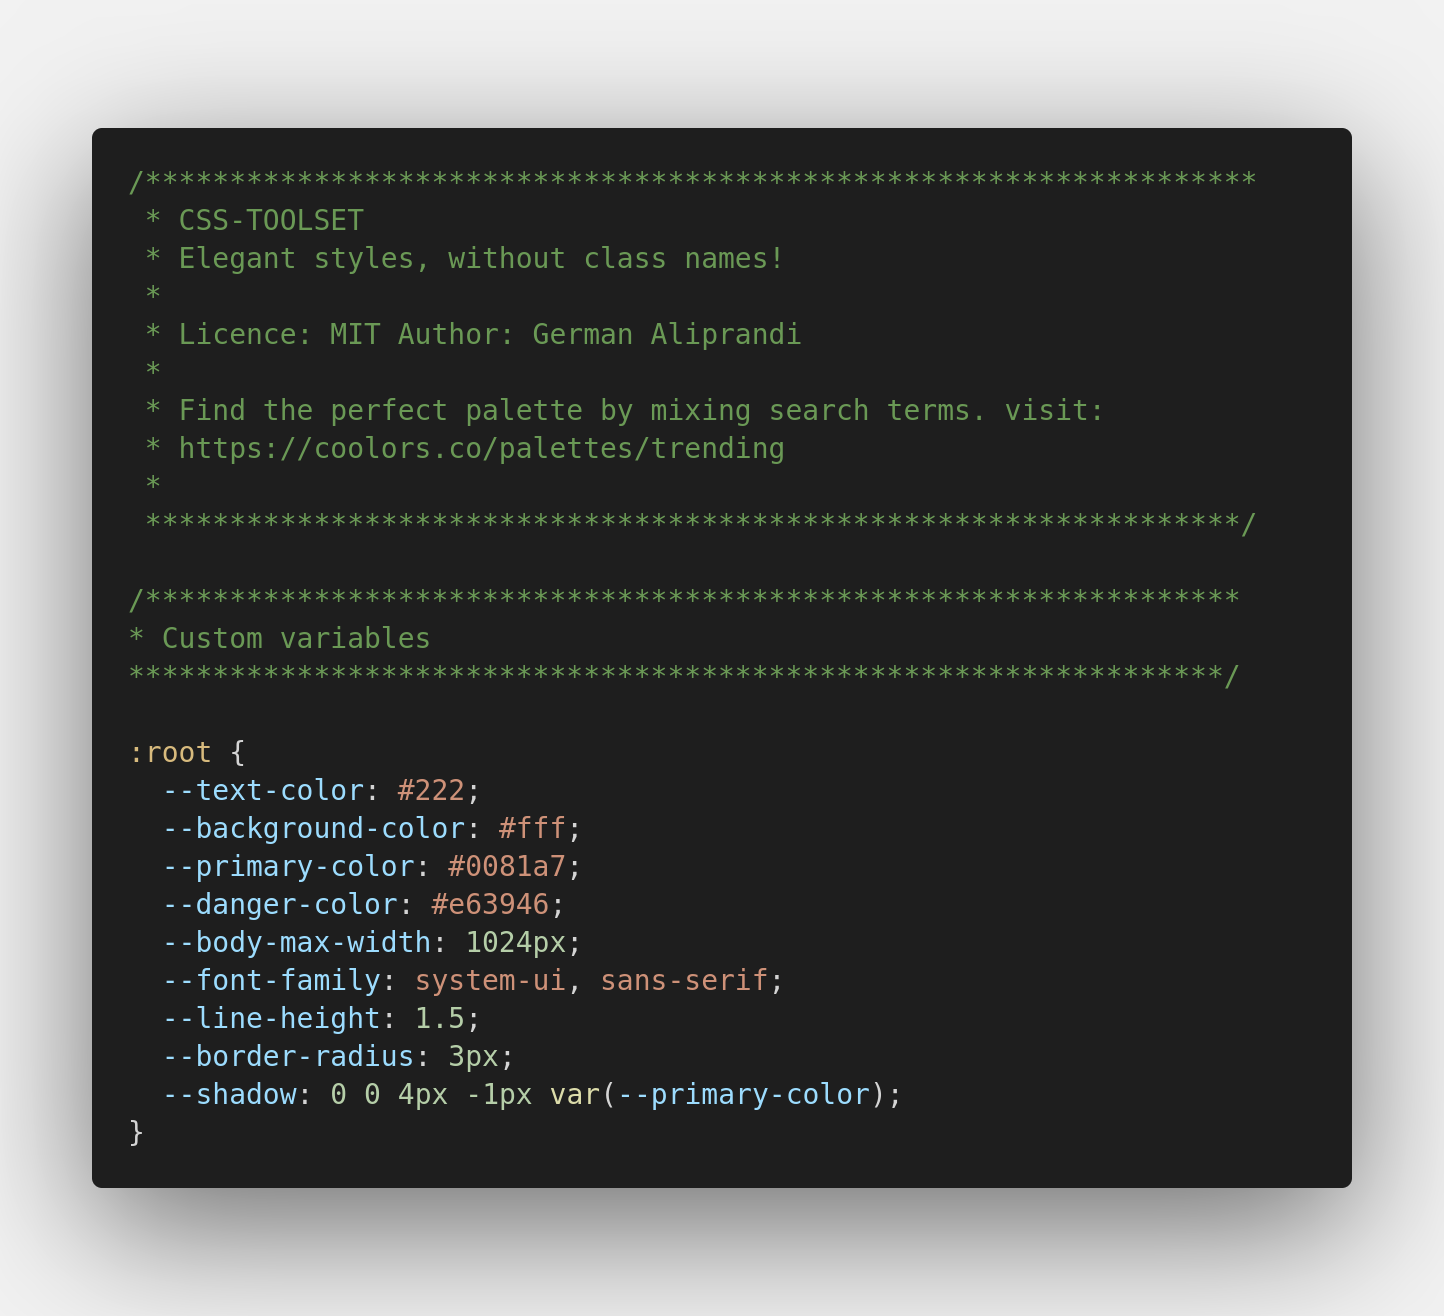 /******************************************************************
 * CSS-TOOLSET
 * Elegant styles, without class names!
 *
 * Licence: MIT Author: German Aliprandi
 *
 * Find the perfect palette by mixing search terms. visit:
 * https://coolors.co/palettes/trending
 *
 *****************************************************************/

/*****************************************************************
* Custom variables
*****************************************************************/

:root {
  --text-color: #222;
  --background-color: #fff;
  --primary-color: #0081a7;
  --danger-color: #e63946;
  --body-max-width: 1024px;
  --font-family: system-ui, sans-serif;
  --line-height: 1.5;
  --border-radius: 3px;
  --shadow: 0 0 4px -1px var(--primary-color);
}